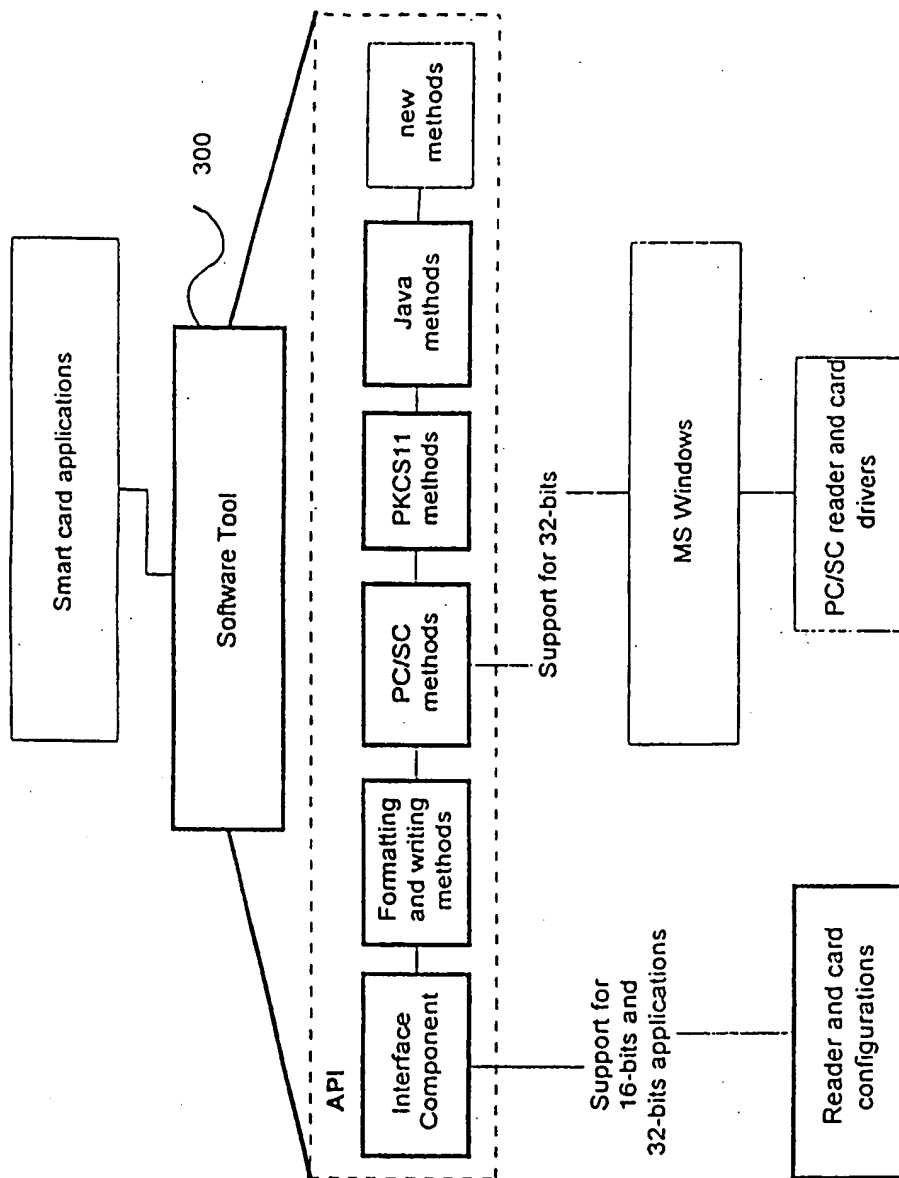 Smart card applications
300
Software Tool
API
Interface
Component
Formatting
and writing
methods
PC/SC
methods
PKCS11
methods
Java
methods
new
methods
Support for
16-bits and
32-bits applications
Support for 32-bits
Reader and card
configurations
MS Windows
PC/SC reader and card
drivers